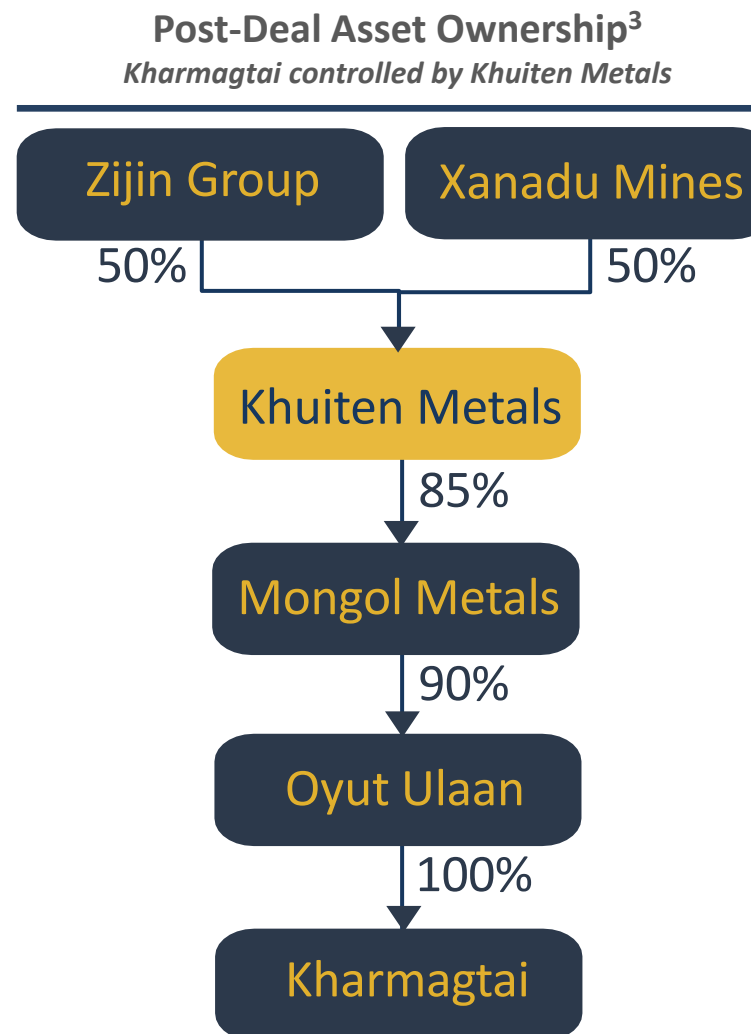 Post-Deal Asset Ownership³
Kharmagtai controlled by Khuiten Metals
Zijin Group
Xanadu Mines
50%
50%
Khuiten Metals
85%
Mongol Metals
90%
Oyut Ulaan
100%
Kharmagtai